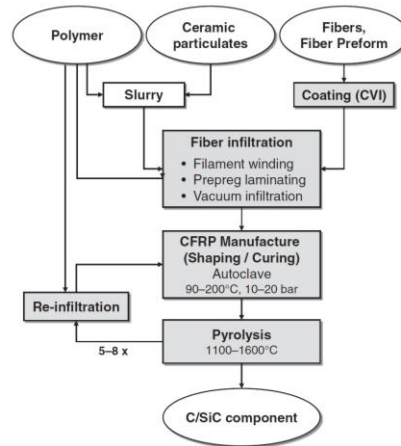 Polymer
Ceramic
particulates
Fibers,
Fiber Preform
Slurry
Coating (CVI)
Fiber infiltration
• Filament winding
• Prepreg laminating
• Vacuum infiltration
CFRP Manufacture
(Shaping / Curing)
Autoclave
90–200°C, 10–20 bar
Re-infiltration
Pyrolysis
1100–1600°C
5–8 x
C/SiC component